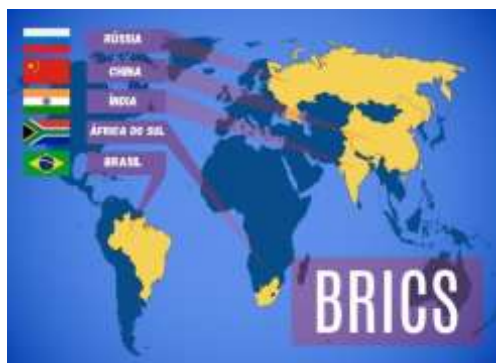 RÚSSIA
CHINA
ÍNDIA
ÁFRICA DO SUL
BRASIL
BRICS